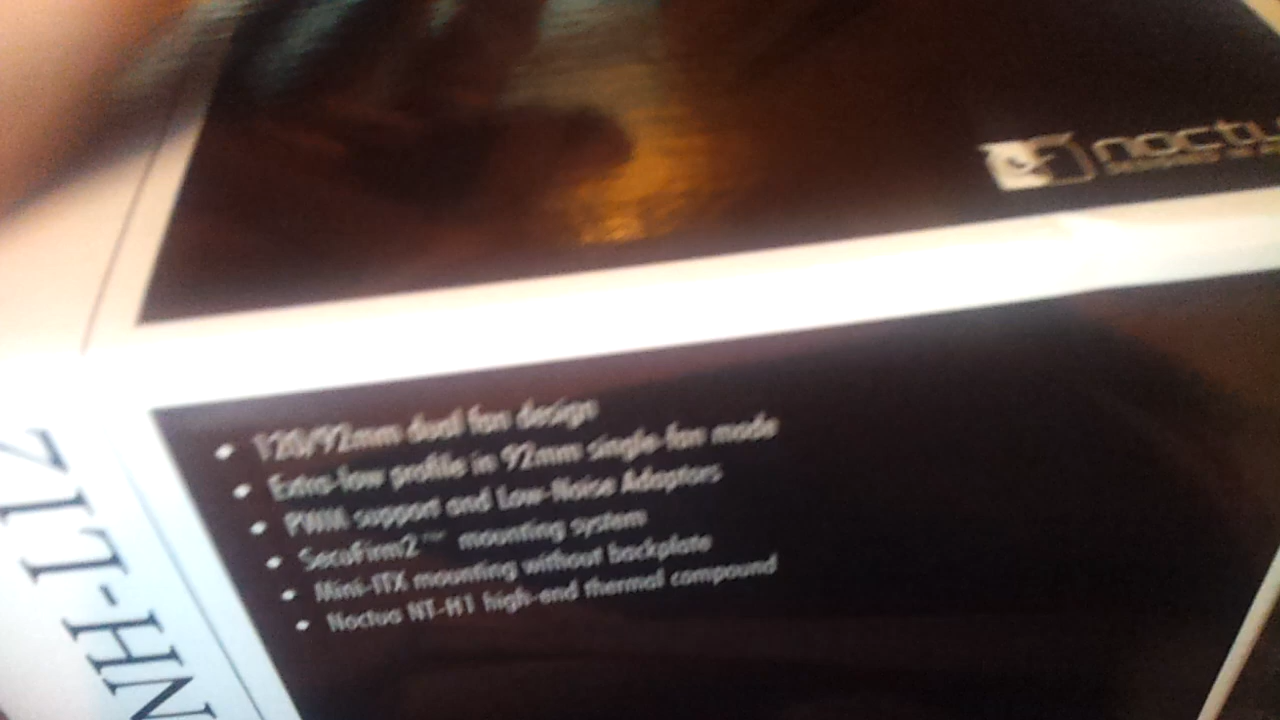 noctu
• 120/92mm dual fan design
• Extra-low profile in 92mm single-fan mode
• PWM support and Low-Noise Adaptors
• SecuFirm2™ mounting system
• Mini-ITX mounting without backplate
• Noctua NT-H1 high-end thermal compound
NH-L12